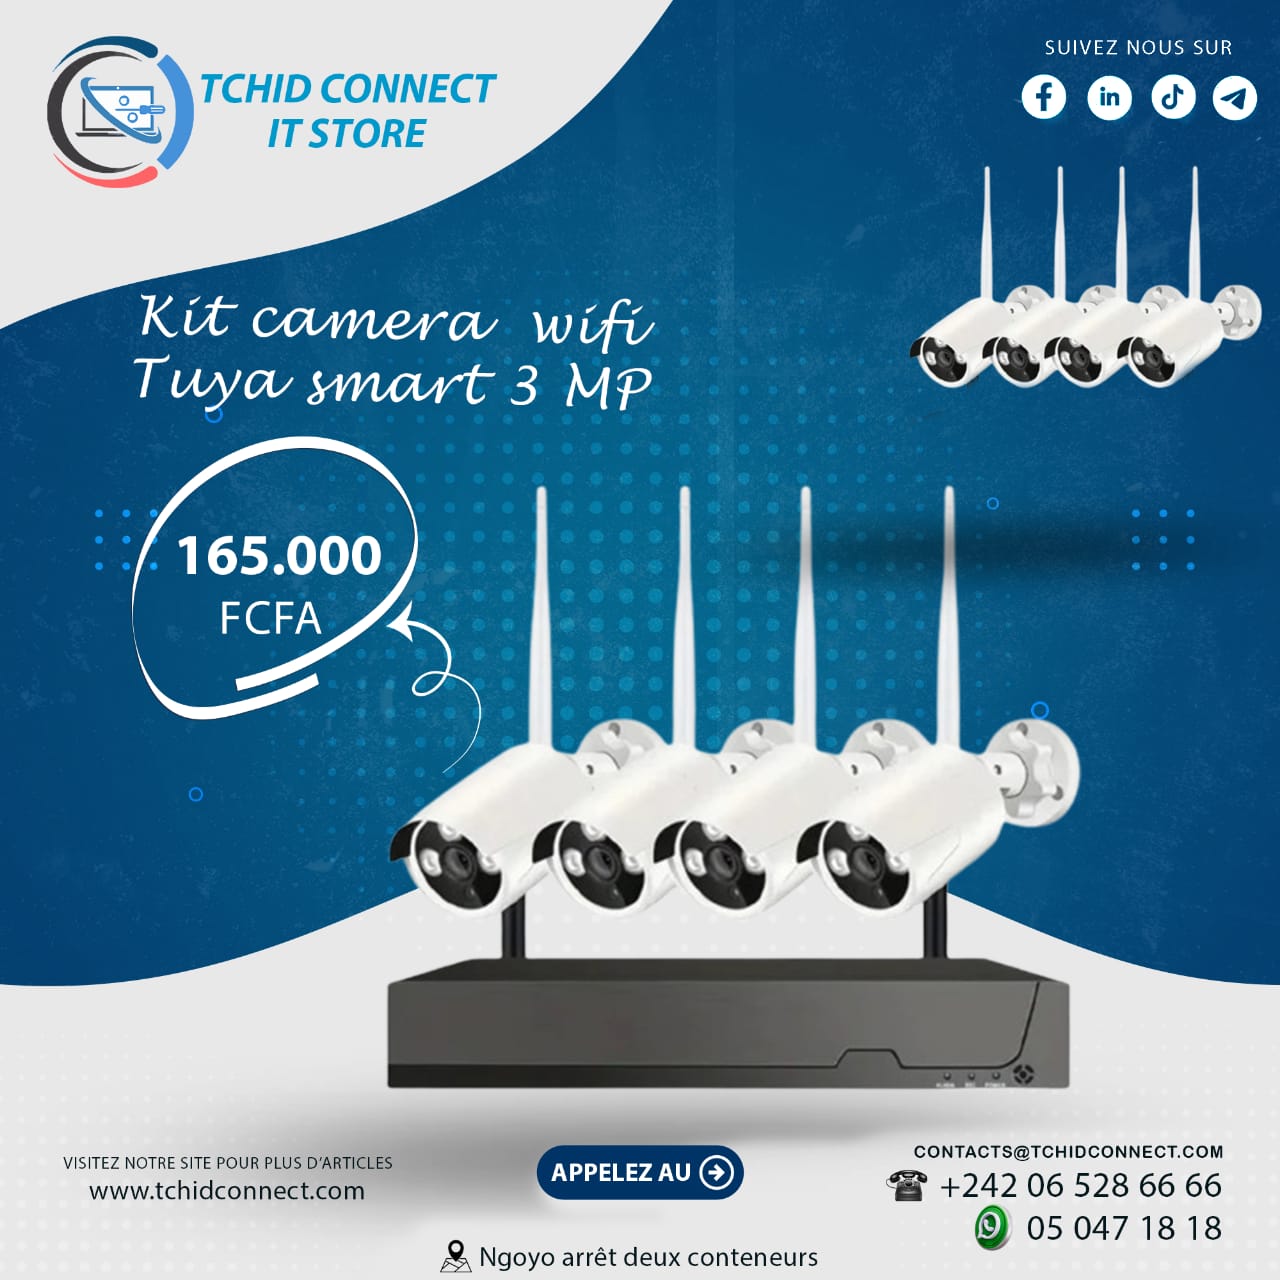 TCHID CONNECT
IT STORE
SUIVEZ NOUS SUR
Kit camera wifi
Tuya smart 3 MP
165.000
FCFA
VISITEZ NOTRE SITE POUR PLUS D’ARTICLES
www.tchidconnect.com
APPELEZ AU
CONTACTS@TCHIDCONNECT.COM
+242 06 528 66 66
05 047 18 18
Ngoyo arrêt deux conteneurs